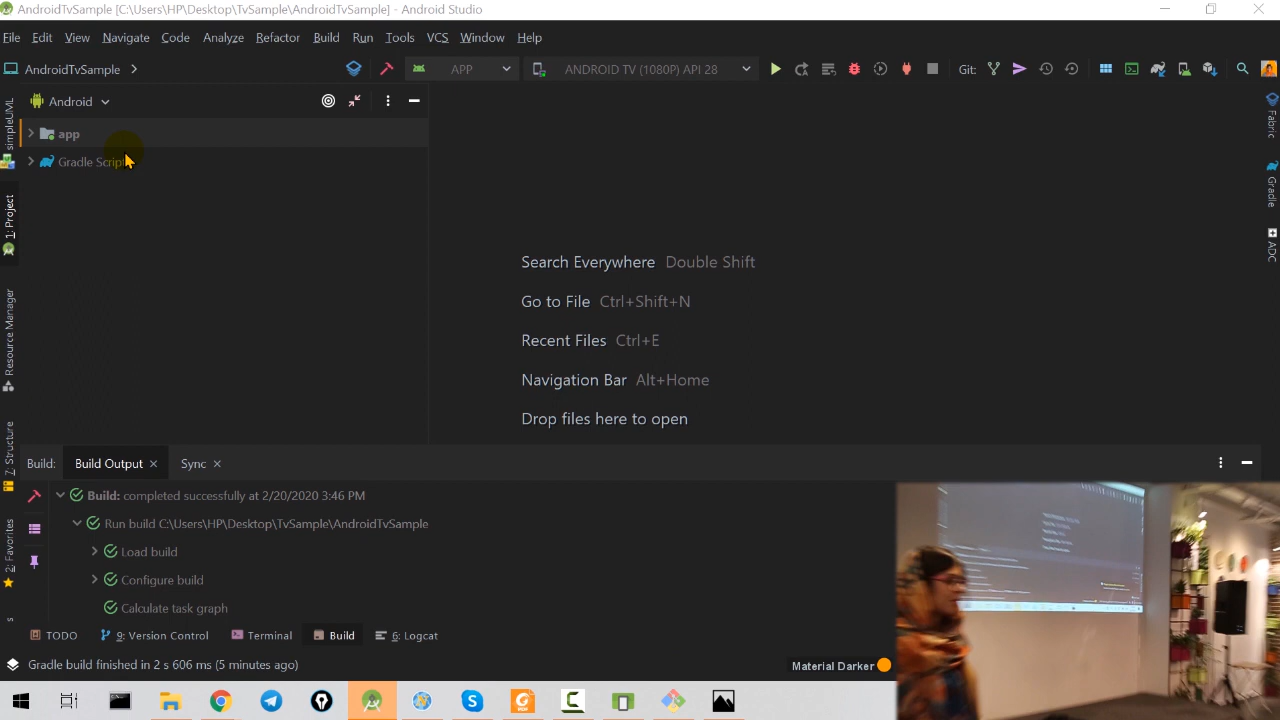 AndroidTvSample [C:\Users\HP\Desktop\TvSample\AndroidTvSample] - Android Studio
File Edit View Navigate Code Analyze Refactor Build Run Tools VCS Window Help
AndroidTvSample APP ANDROID TV (1080P) API 28 Git:
Android
app
Gradle Script
simpleUML
1: Project
Resource Manager
Z: Structure
2: Favorites
Fabric
Gradle
ADC
Search Everywhere Double Shift
Go to File Ctrl+Shift+N
Recent Files Ctrl+E
Navigation Bar Alt+Home
Drop files here to open
Build: Build Output Sync
Build: completed successfully at 2/20/2020 3:46 PM
Run build C:\Users\HP\Desktop\TvSample\AndroidTvSample
Load build
Configure build
Calculate task graph
TODO 9: Version Control Terminal Build 6: Logcat
Gradle build finished in 2 s 606 ms (5 minutes ago) Material Darker